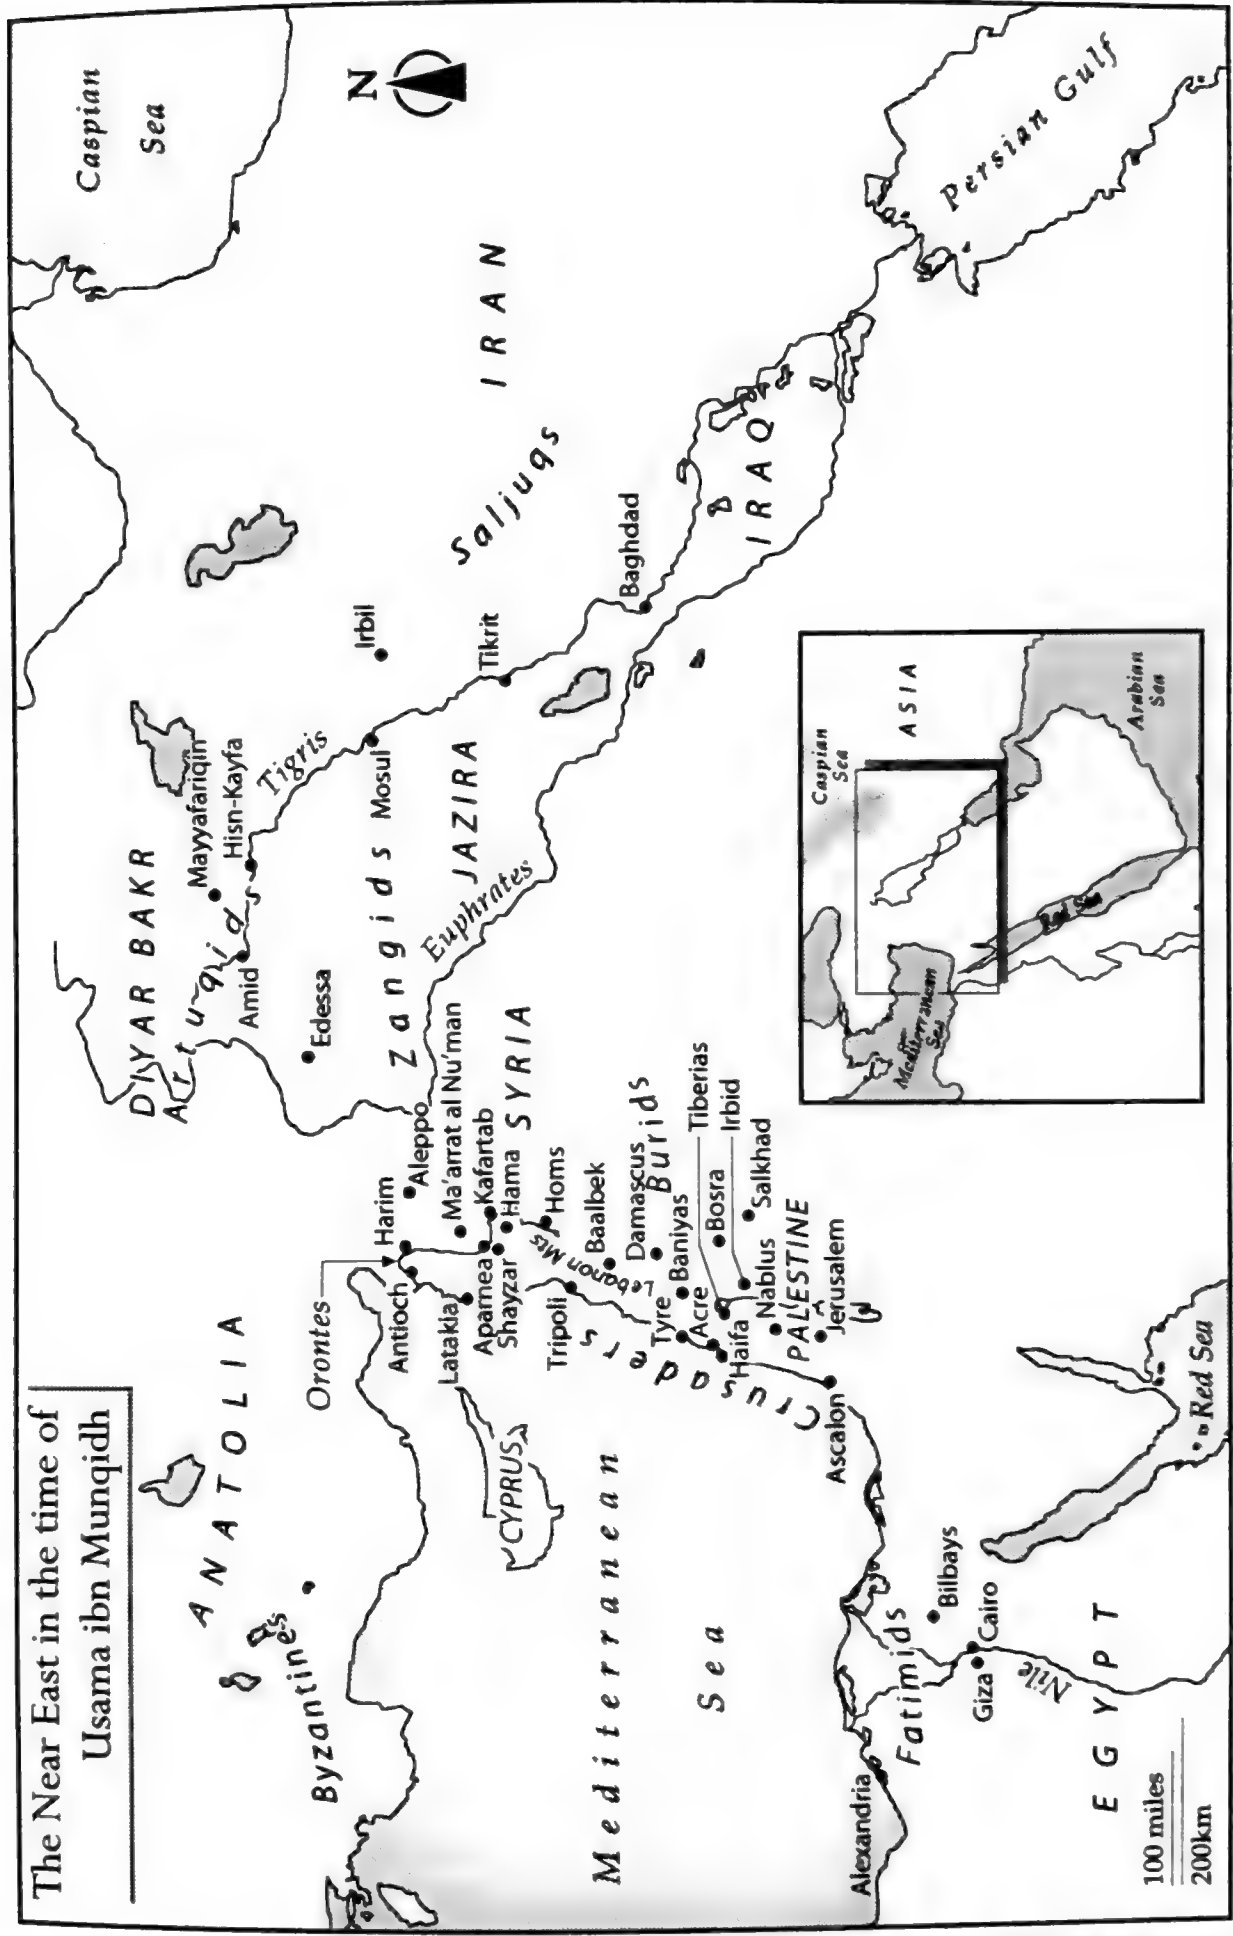 The Near East in the time of
Usama ibn Munqidh
Caspian
Sea
N
ANATOLIA
Byzantines
DIYAR BAKR
Artuqids
Mayyafariqin
Hisn-Kayfa
Amid
Edessa
Tigris
Irbil
Mosul
Zangids
JAZIRA
Euphrates
Tikrit
Saljuqs
IRAN
Baghdad
IRAQ
Persian Gulf
Orontes
Harim
Antioch
Aleppo
Ma'arrat al Nu'man
Latakia
Kafartab
Apamea
Shayzar
Hama
SYRIA
Homs
Lebanon Mts
Tripoli
Baalbek
Damascus
Burids
Tyre
Baniyas
Acre
Tiberias
Bosra
Irbid
Haifa
Salkhad
Nablus
PALESTINE
Jerusalem
Crusaders
Ascalon
CYPRUS
Mediterranean
Sea
Alexandria
Fatimids
Bilbays
Cairo
Giza
Nile
EGYPT
Red Sea
100 miles
200km
Caspian
Sea
ASIA
Mediterranean
Sea
Red Sea
Arabian
Sea